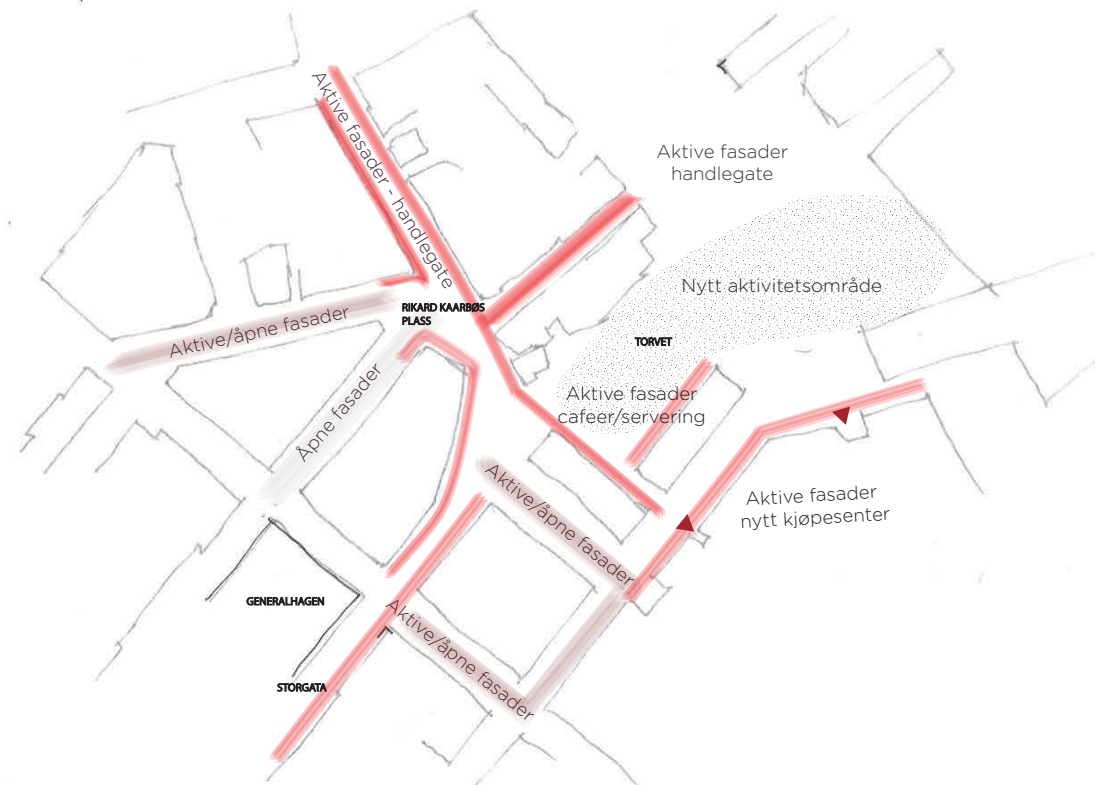 Aktive fasader - handlegate
Aktive fasader
handlegate
Nytt aktivitetsområde
RIKARD KAARBØS
PLASS
Aktive/åpne fasader
TORVET
Åpne fasader
Aktive fasader
cafeer/servering
Aktive/åpne fasader
Aktive fasader
nytt kjøpesenter
GENERALHAGEN
Aktive/åpne fasader
STORGATA